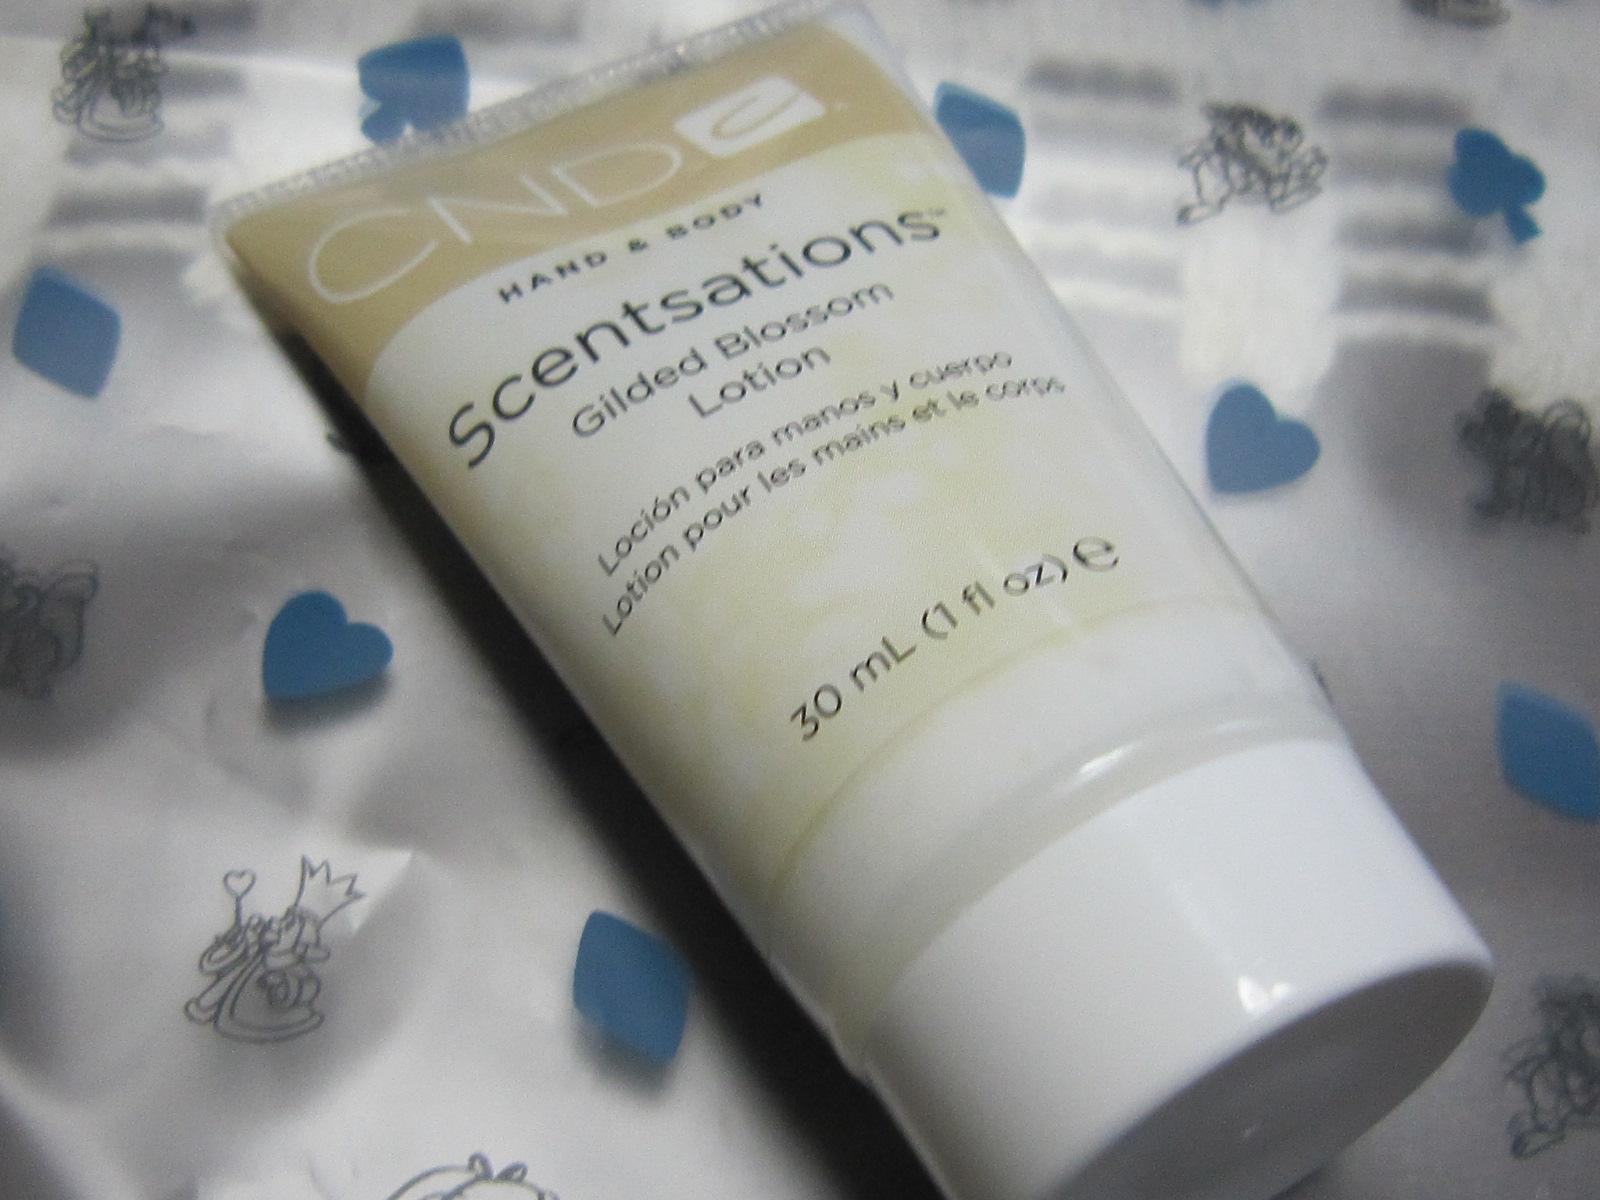 CND
HAND & BODY
Scentsations™
Gilded Blossom
Lotion
Loción para manos y cuerpo
Lotion pour les mains et le corps
30 mL (1 fl oz) ℮